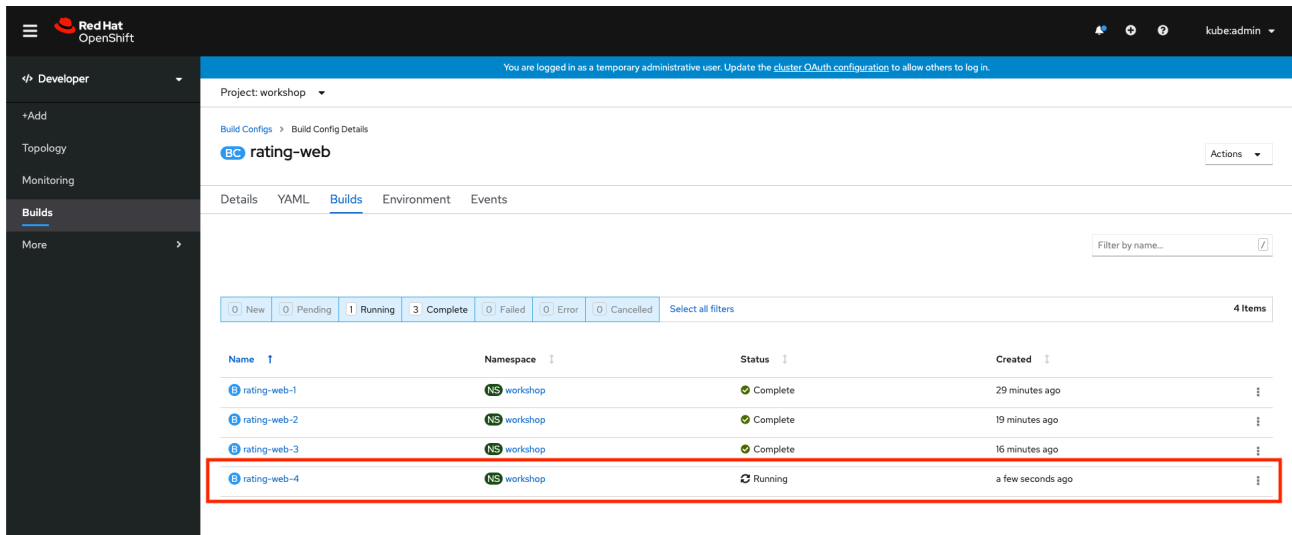 Red Hat
OpenShift
kube:admin
Developer
You are logged in as a temporary administrative user. Update the cluster OAuth configuration to allow others to log in.
Project: workshop
+Add
Topology
Monitoring
Builds
More
Build Configs > Build Config Details
BC rating-web
Actions
Details YAML Builds Environment Events
Filter by name... /
0 New 0 Pending 1 Running 3 Complete 0 Failed 0 Error 0 Cancelled Select all filters 4 Items
Name Namespace Status Created
B rating-web-1 NS workshop Complete 29 minutes ago
B rating-web-2 NS workshop Complete 19 minutes ago
B rating-web-3 NS workshop Complete 16 minutes ago
B rating-web-4 NS workshop Running a few seconds ago